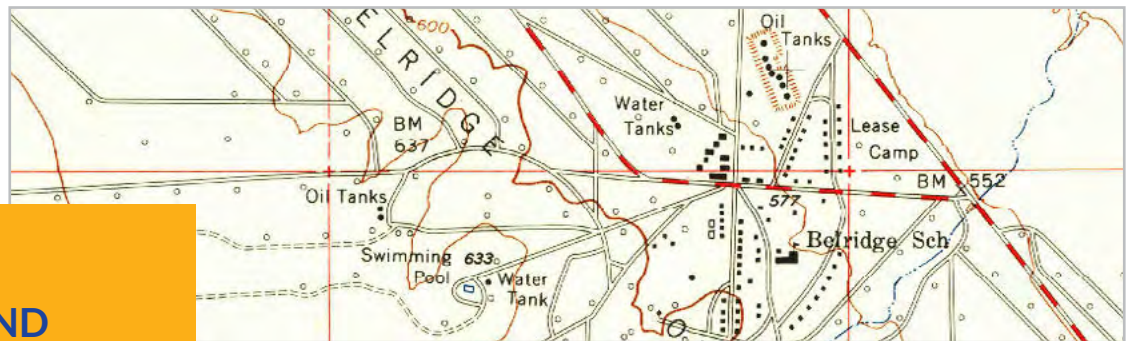 Oil
Tanks
600
ELRIDGE
Water
Tanks
BM
637
Lease
Camp
BM 552
Oil Tanks
577
Belridge Sch
Swimming
Pool
633
Water
Tank
O
ND